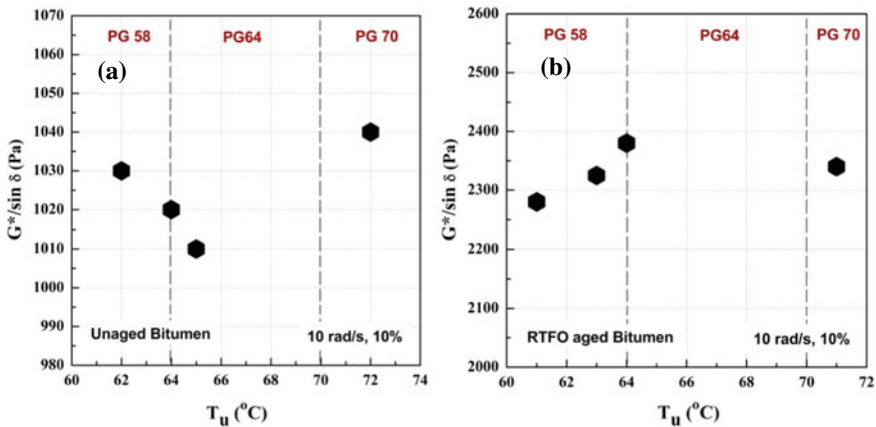 PG 58 PG64 PG 70
(a)
1070
1060
1050
1040
1030
1020
1010
1000
990
980
G*/sin δ (Pa)
Unaged Bitumen 10 rad/s, 10%
60 62 64 66 68 70 72 74
Tu (oC)
PG 58 PG64 PG 70
(b)
2600
2500
2400
2300
2200
2100
2000
G*/sin δ (Pa)
RTFO aged Bitumen 10 rad/s, 10%
60 62 64 66 68 70 72
Tu (oC)